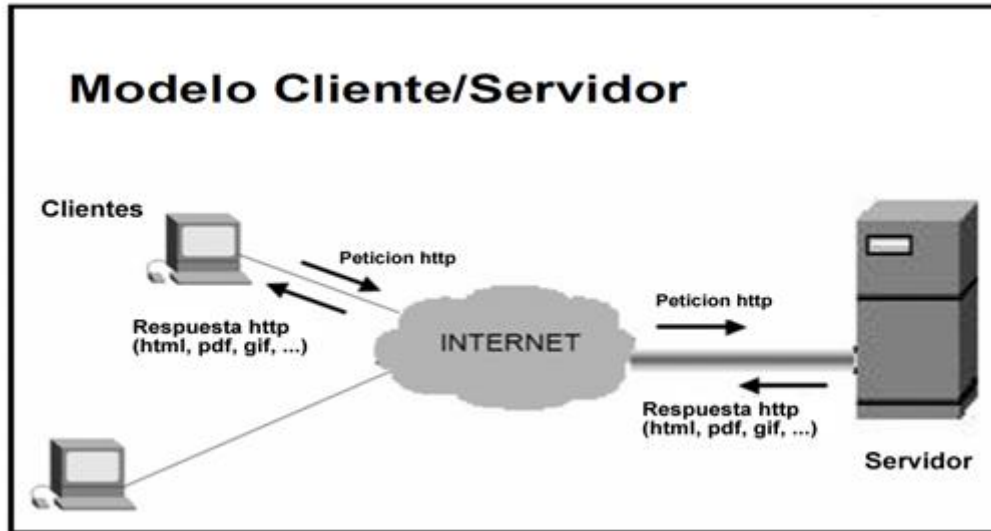 Modelo Cliente/Servidor
Clientes
Peticion http
Respuesta http
(html, pdf, gif, ...)
INTERNET
Peticion http
Respuesta http
(html, pdf, gif, ...)
Servidor